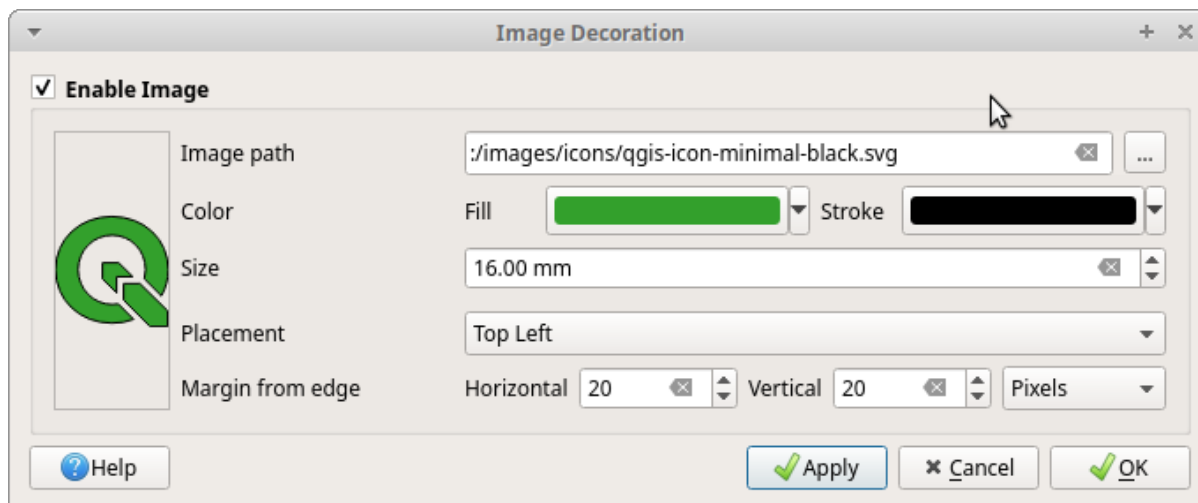 Image Decoration
Enable Image
Image path :/images/icons/qgis-icon-minimal-black.svg ...
Color Fill Stroke
Size 16.00 mm
Placement Top Left
Margin from edge Horizontal 20 Vertical 20 Pixels
Help Apply Cancel OK